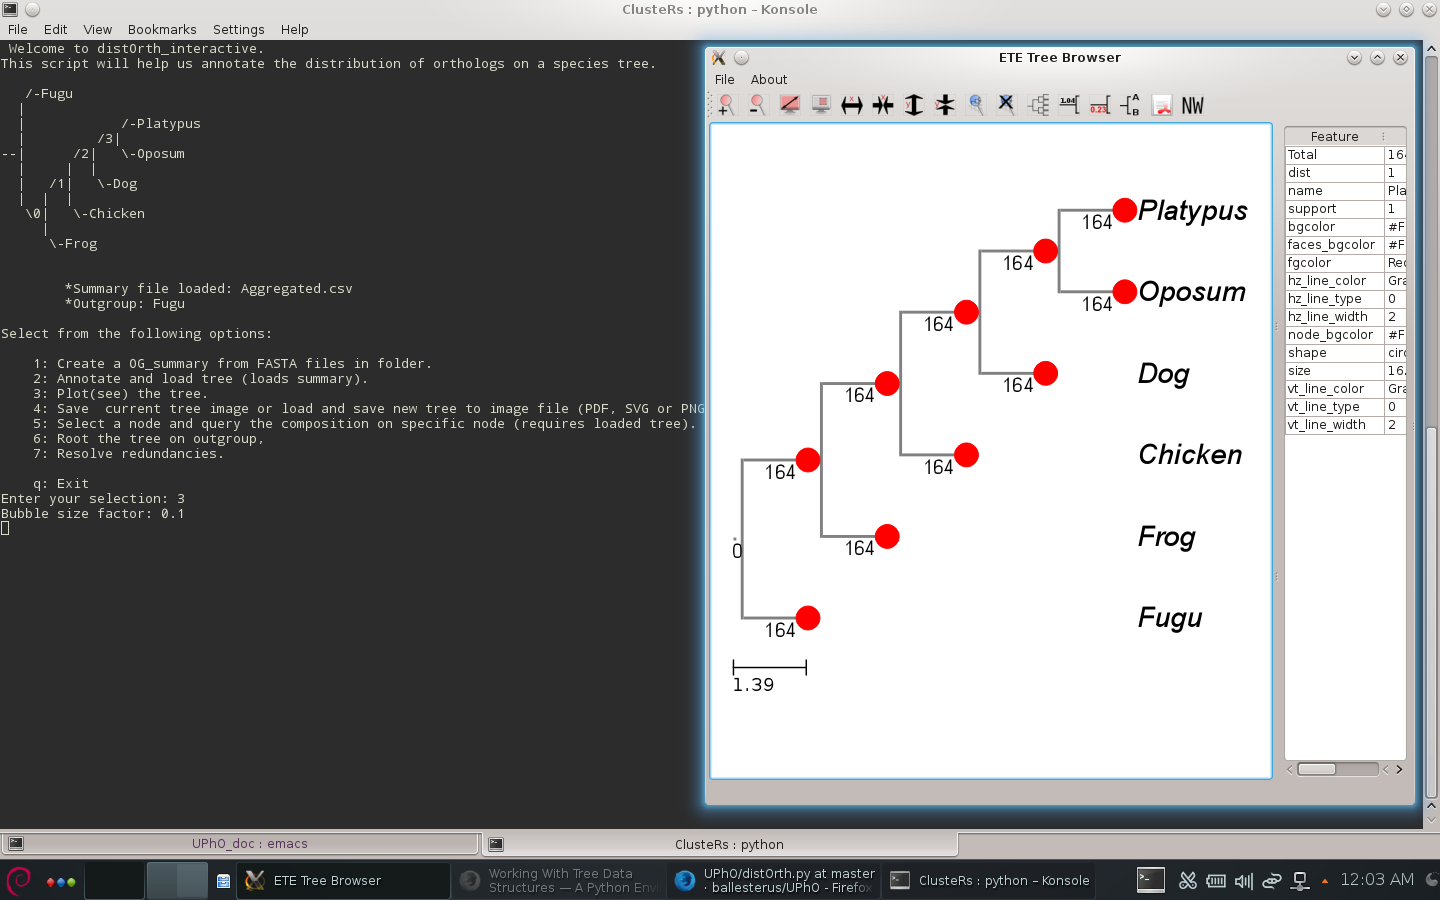 ClusteRs : python – Konsole
File Edit View Bookmarks Settings Help
Welcome to distOrth_interactive.
This script will help us annotate the distribution of orthologs on a species tree.
/-Fugu
|
| /-Platypus
| /3|
--| /2| \-Oposum
| | |
| /1| \-Dog
| | |
\0| \-Chicken
|
\-Frog
*Summary file loaded: Aggregated.csv
*Outgroup: Fugu
Select from the following options:
1: Create a OG_summary from FASTA files in folder.
2: Annotate and load tree (loads summary).
3: Plot(see) the tree.
4: Save  current tree image or load and save new tree to image file (PDF, SVG or PNG
5: Select a node and query the composition on specific node (requires loaded tree).
6: Root the tree on outgroup,
7: Resolve redundancies.
q: Exit
Enter your selection: 3
Bubble size factor: 0.1
ETE Tree Browser
File About
1.04 0.23 A B NW
164 Platypus
164
164 Oposum
164
164 Dog
164
164 Chicken
164
164 Frog
0
164 Fugu
1.39
Feature
Total 16
dist 1
name Pla
support 1
bgcolor #F
faces_bgcolor #F
fgcolor Rec
hz_line_color Gra
hz_line_type 0
hz_line_width 2
node_bgcolor #F
shape circ
size 16.
vt_line_color Gra
vt_line_type 0
vt_line_width 2
UPhO_doc : emacs
ClusteRs : python
ETE Tree Browser
Working With Tree Data
Structures — A Python Env
UPhO/distOrth.py at master
· ballesterus/UPhO - Firefox
ClusteRs : python – Konsole
12:03 AM